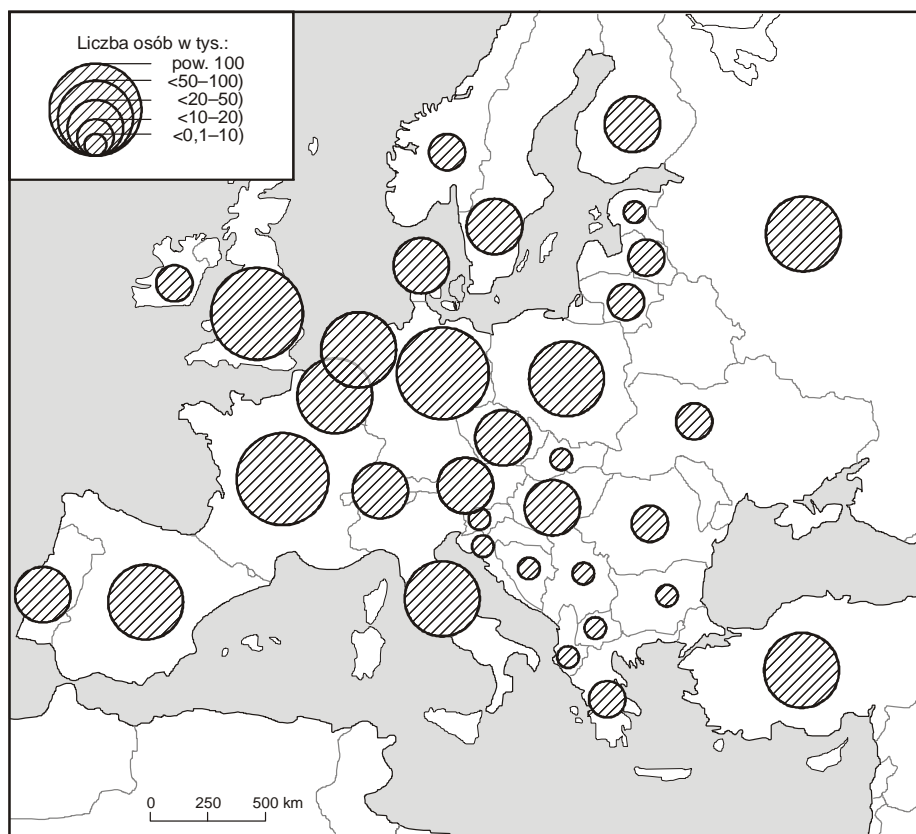 Liczba osób w tys.:
pow. 100
<50–100)
<20–50)
<10–20)
<0,1–10)
0 250 500 km